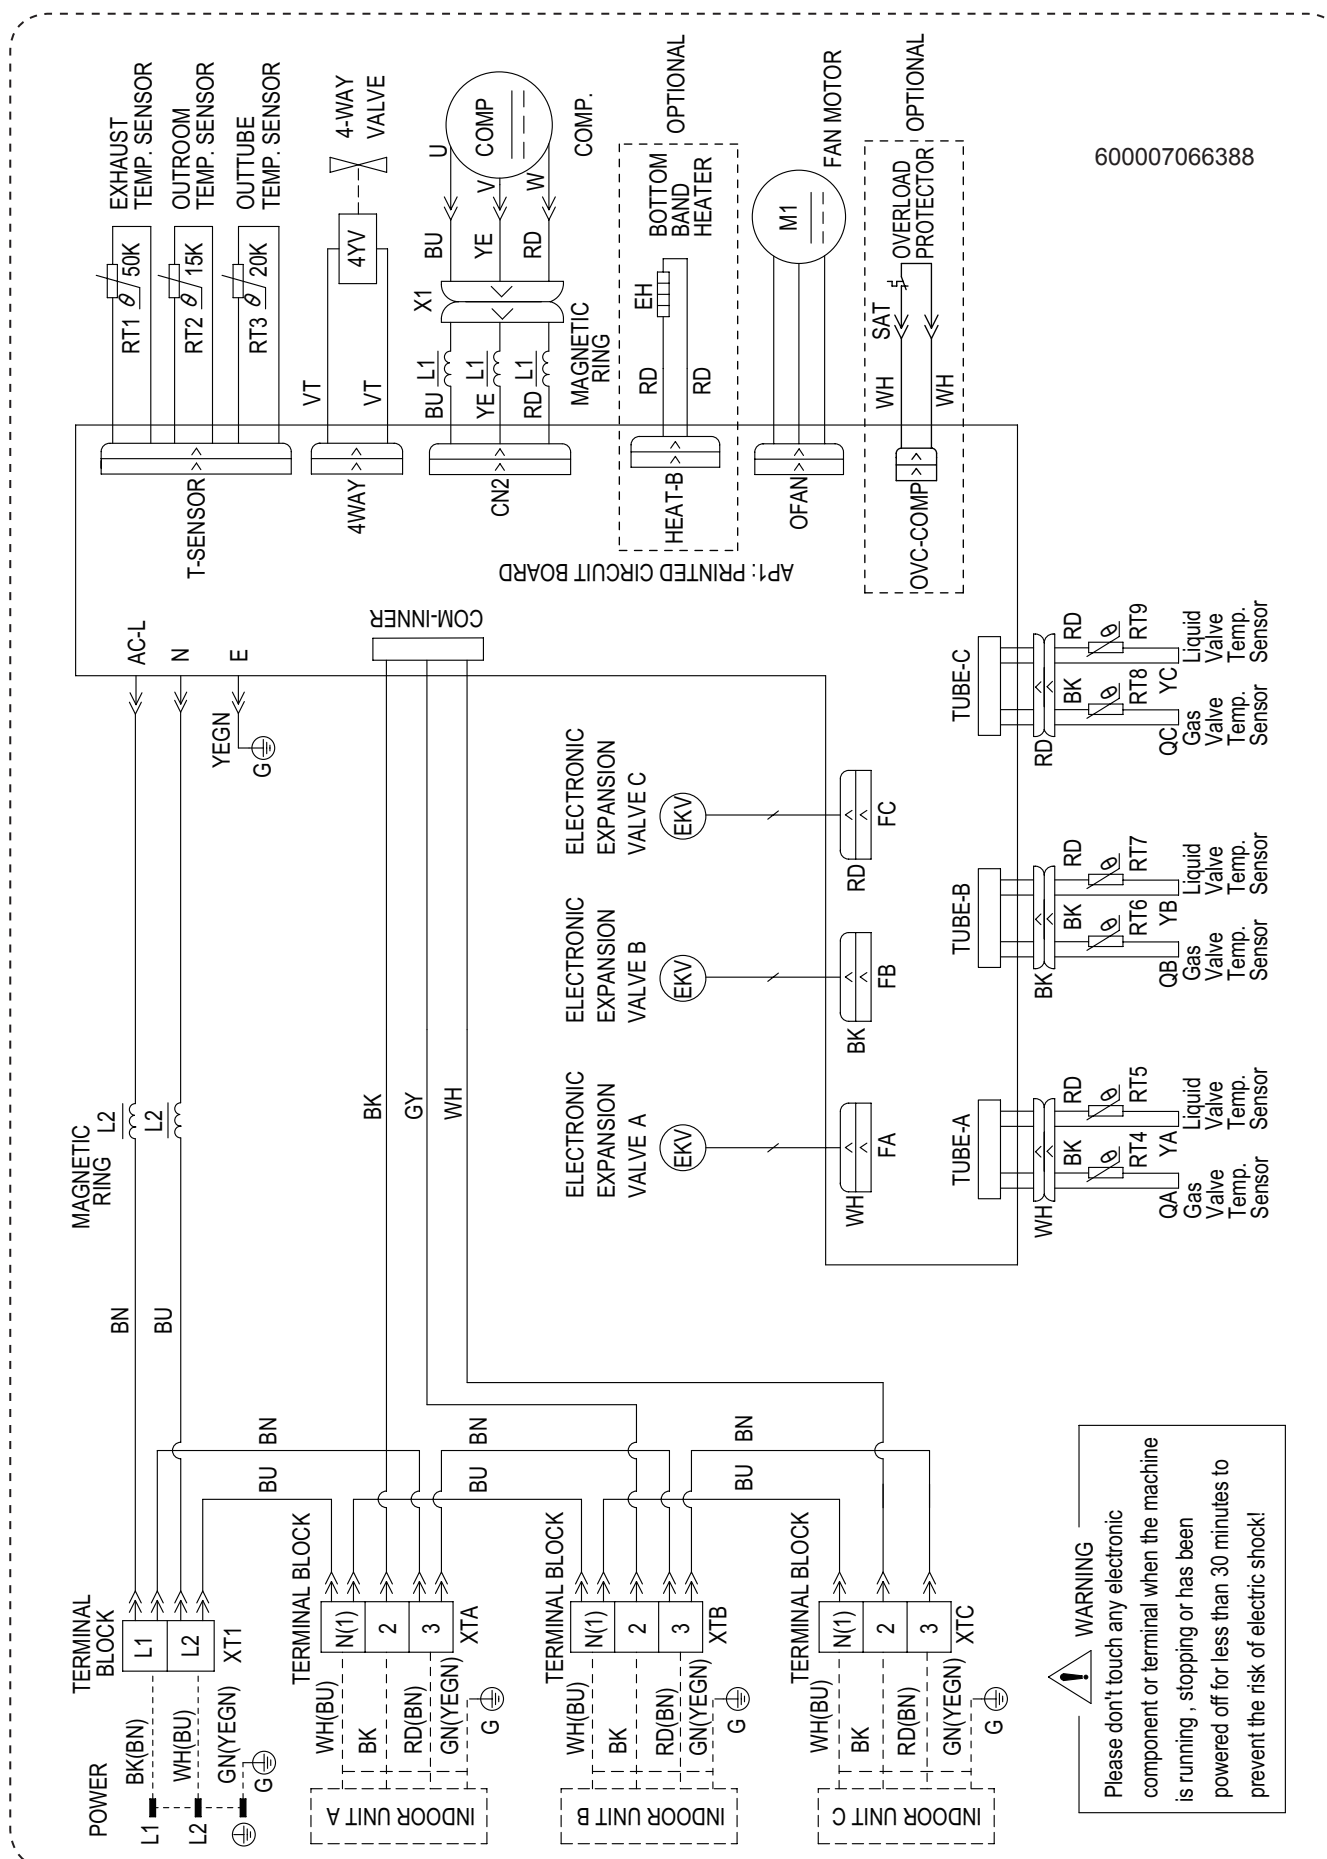 POWER
L1
L2
BK(BN)
WH(BU)
GN(YEGN)
G
TERMINAL
BLOCK
L1
L2
XT1
BN
BU
MAGNETIC
RING
L2
L2
AC-L
N
E
YEGN
G
T-SENSOR
RT1
50K
EXHAUST
TEMP. SENSOR
RT2
15K
OUTROOM
TEMP. SENSOR
RT3
20K
OUTTUBE
TEMP. SENSOR
4WAY
VT
VT
4YV
4-WAY
VALVE
CN2
BU
YE
RD
L1
L1
L1
MAGNETIC
RING
X1
BU
YE
RD
U
V
W
COMP
COMP.
HEAT-B
RD
RD
EH
BOTTOM
BAND
HEATER
OPTIONAL
OFAN
M1
FAN MOTOR
OVC-COMP
WH
WH
SAT
OVERLOAD
PROTECTOR
OPTIONAL
600007066388
AP1: PRINTED CIRCUIT BOARD
COM-INNER
BK
GY
WH
BU
BN
BU
BN
BU
BN
INDOOR UNIT A
WH(BU)
BK
RD(BN)
GN(YEGN)
G
TERMINAL BLOCK
N(1)
2
3
XTA
INDOOR UNIT B
WH(BU)
BK
RD(BN)
GN(YEGN)
G
TERMINAL BLOCK
N(1)
2
3
XTB
INDOOR UNIT C
WH(BU)
BK
RD(BN)
GN(YEGN)
G
TERMINAL BLOCK
N(1)
2
3
XTC
ELECTRONIC
EXPANSION
VALVE A
EKV
WH
FA
ELECTRONIC
EXPANSION
VALVE B
EKV
BK
FB
ELECTRONIC
EXPANSION
VALVE C
EKV
RD
FC
TUBE-A
WH
BK
RD
RT4
RT5
QA
YA
Gas
Valve
Temp.
Sensor
Liquid
Valve
Temp.
Sensor
TUBE-B
BK
BK
RD
RT6
RT7
QB
YB
Gas
Valve
Temp.
Sensor
Liquid
Valve
Temp.
Sensor
TUBE-C
RD
BK
RD
RT8
RT9
QC
YC
Gas
Valve
Temp.
Sensor
Liquid
Valve
Temp.
Sensor
WARNING
Please don't touch any electronic
component or terminal when the machine
is running , stopping or has been
powered off for less than 30 minutes to
prevent the risk of electric shock!